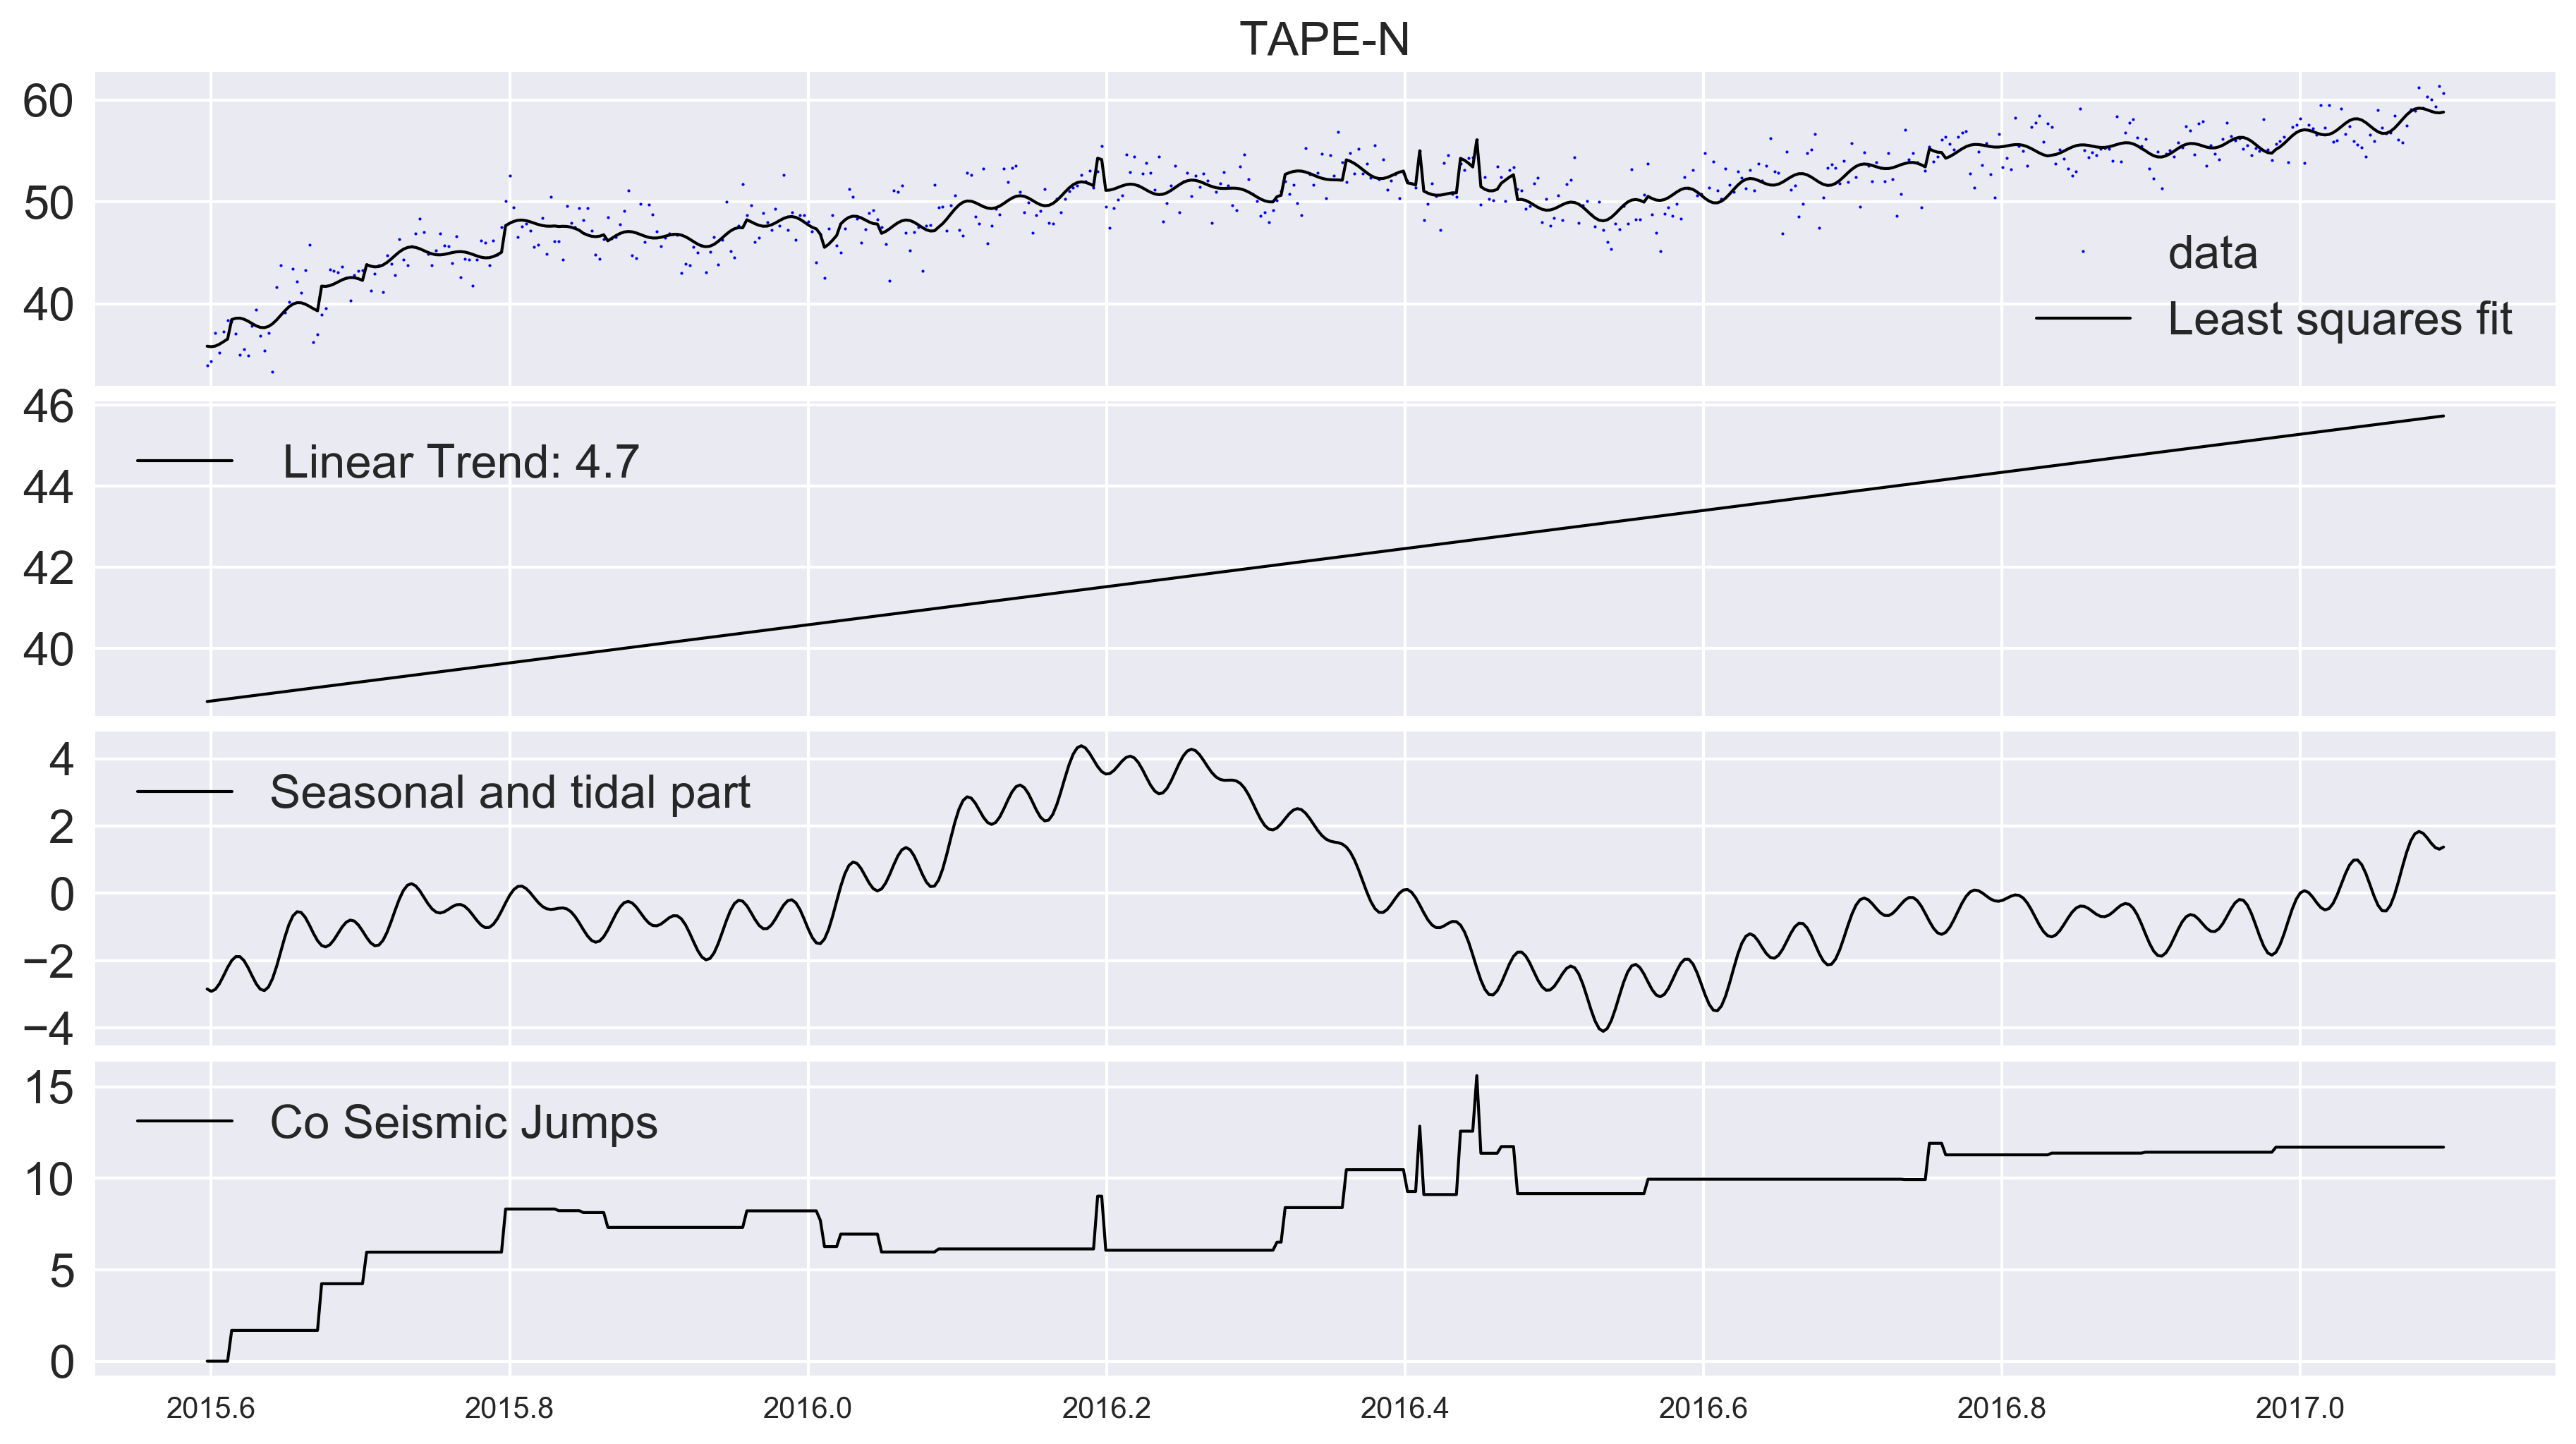 TAPE-N
60
50
40
data
Least squares fit
46
44
42
40
Linear Trend: 4.7
4
2
0
−2
−4
Seasonal and tidal part
15
10
5
0
Co Seismic Jumps
2015.6 2015.8 2016.0 2016.2 2016.4 2016.6 2016.8 2017.0